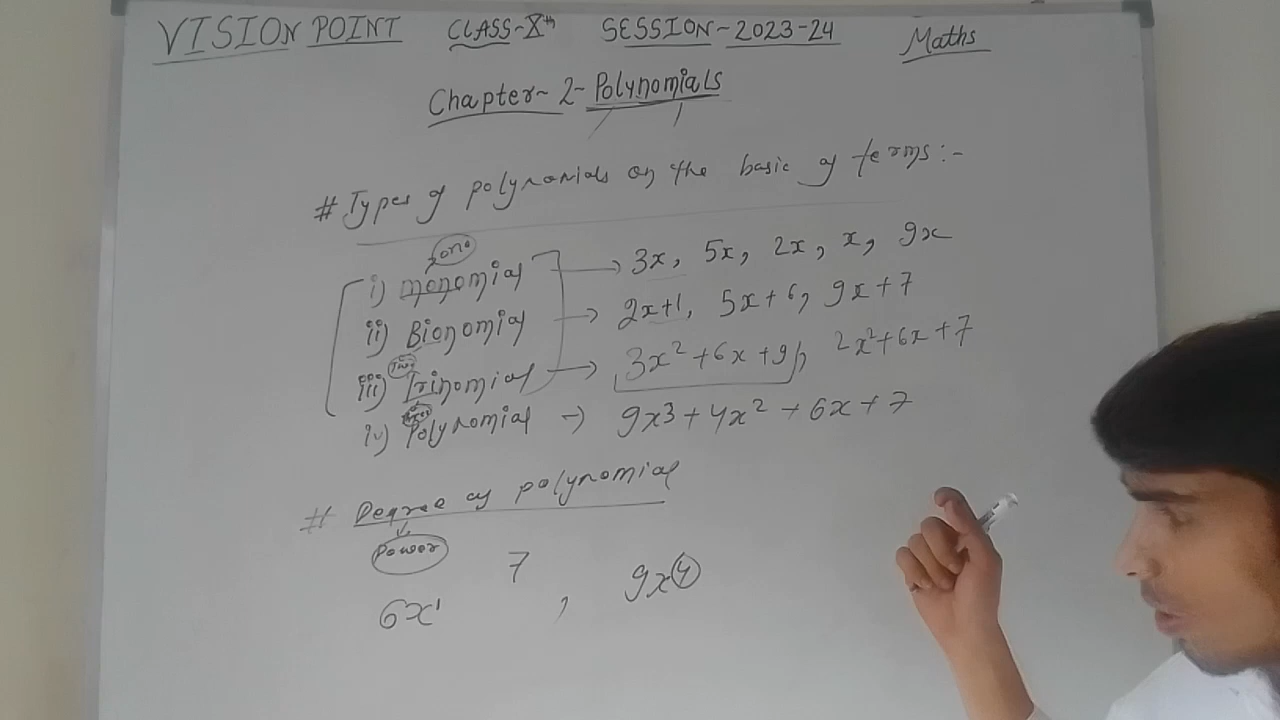 VISION POINT CLASS-Xth SESSION-2023-24 Maths
Chapter-2-Polynomials
# Types of polynomials on the basic of terms:-
one
i) monomial → 3x, 5x, 2x, x, 9x
ii) Bionomial → 2x+1, 5x+6, 9x+7
iii) Trinomial → 3x²+6x+9, 2x²+6x+7
iv) Polynomial → 9x3+4x²+6x+7
# Degree of polynomial
Power
6x¹ 7 , 9x4